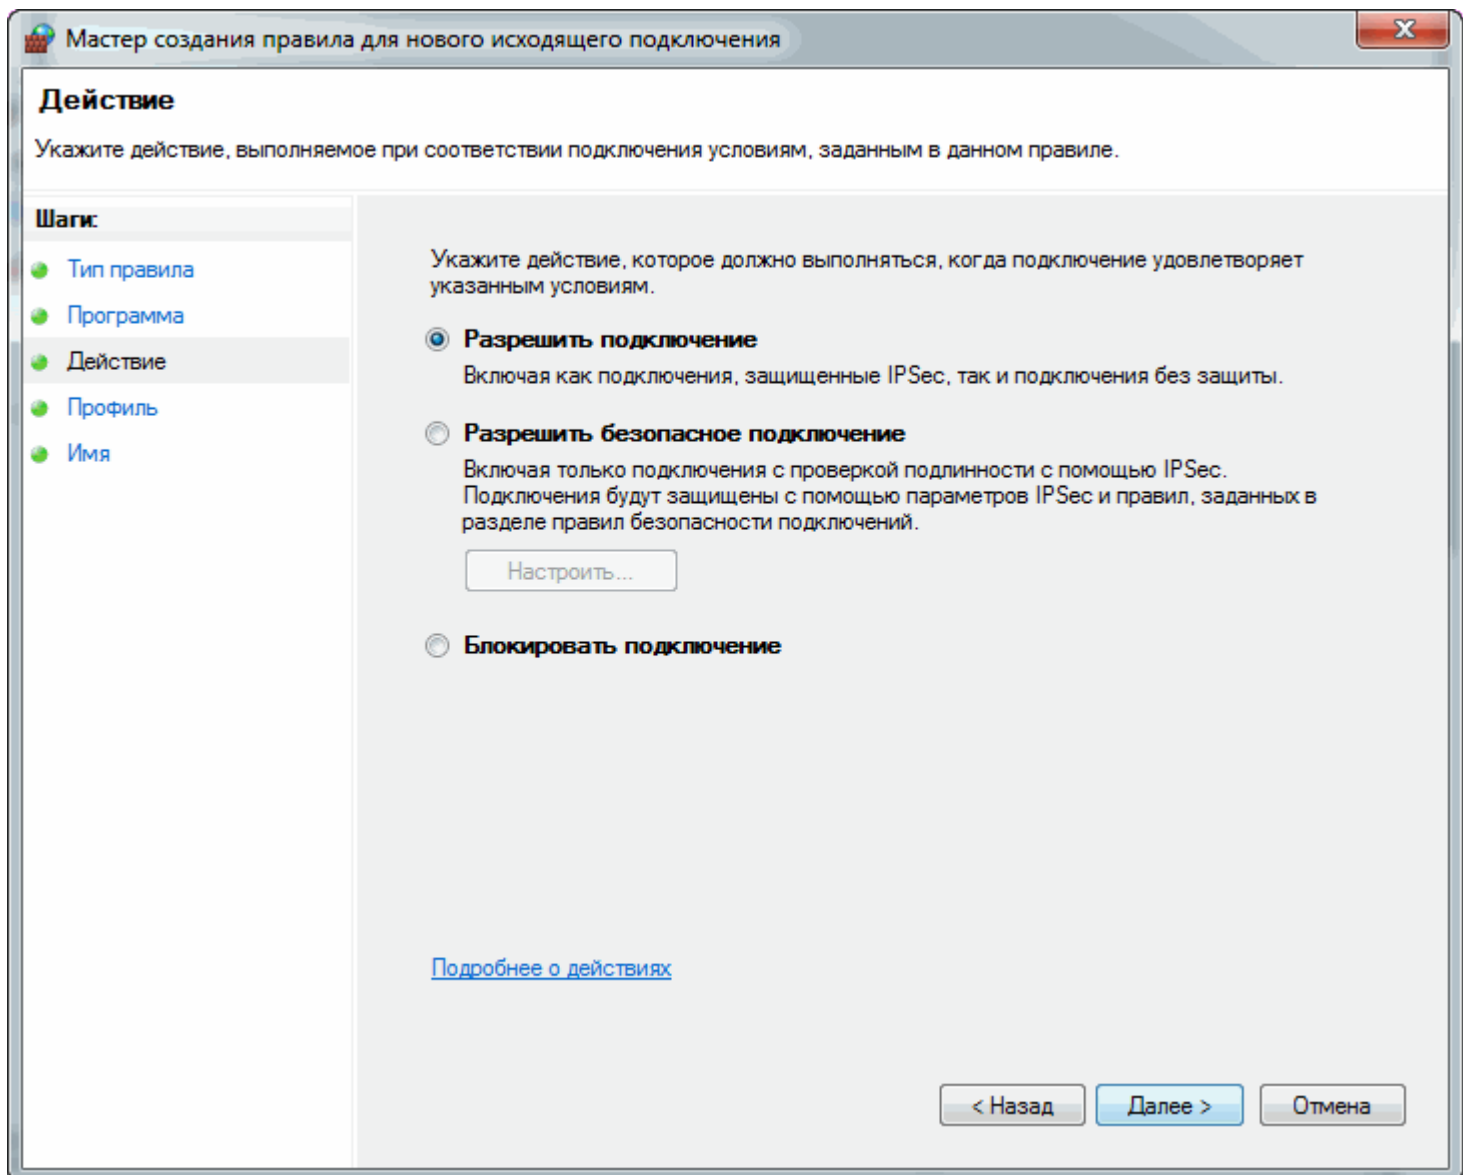 Мастер создания правила для нового исходящего подключения
Действие
Укажите действие, выполняемое при соответствии подключения условиям, заданным в данном правиле.
Шаги:
Тип правила
Программа
Действие
Профиль
Имя
Укажите действие, которое должно выполняться, когда подключение удовлетворяет
указанным условиям.
Разрешить подключение
Включая как подключения, защищенные IPSec, так и подключения без защиты.
Разрешить безопасное подключение
Включая только подключения с проверкой подлинности с помощью IPSec.
Подключения будут защищены с помощью параметров IPSec и правил, заданных в
разделе правил безопасности подключений.
Настроить...
Блокировать подключение
Подробнее о действиях
< Назад
Далее >
Отмена